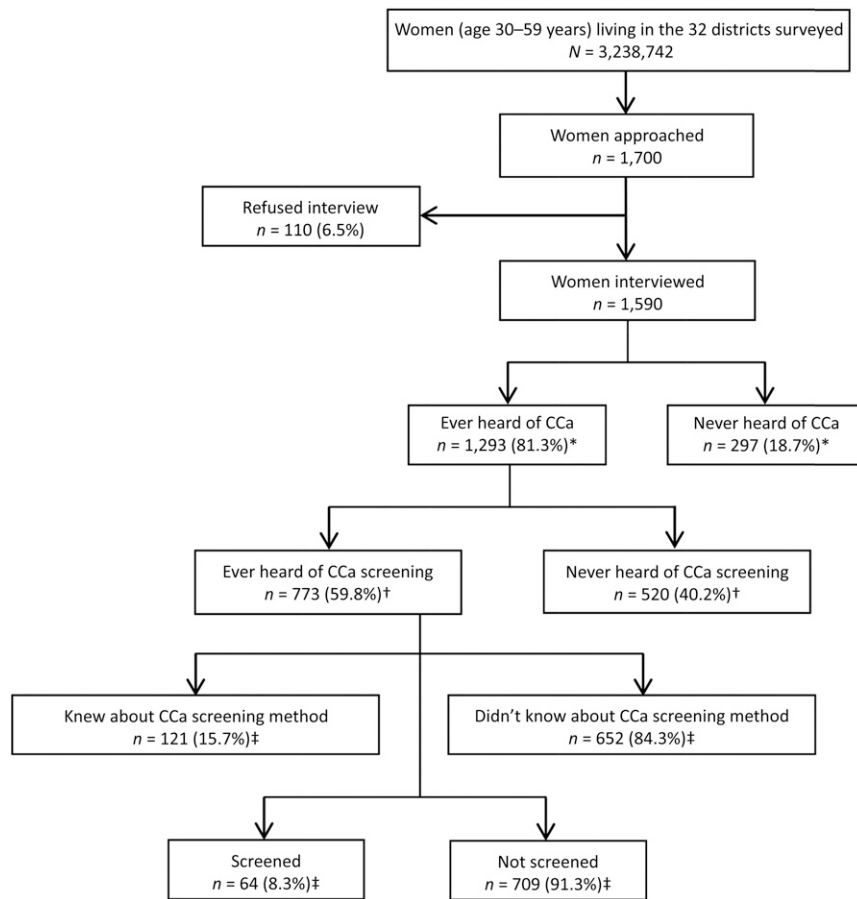 Women (age 30–59 years) living in the 32 districts surveyed
N = 3,238,742
Women approached
n = 1,700
Refused interview
n = 110 (6.5%)
Women interviewed
n = 1,590
Ever heard of CCa
n = 1,293 (81.3%)*
Never heard of CCa
n = 297 (18.7%)*
Ever heard of CCa screening
n = 773 (59.8%)†
Never heard of CCa screening
n = 520 (40.2%)†
Knew about CCa screening method
n = 121 (15.7%)‡
Didn’t know about CCa screening method
n = 652 (84.3%)‡
Screened
n = 64 (8.3%)‡
Not screened
n = 709 (91.3%)‡